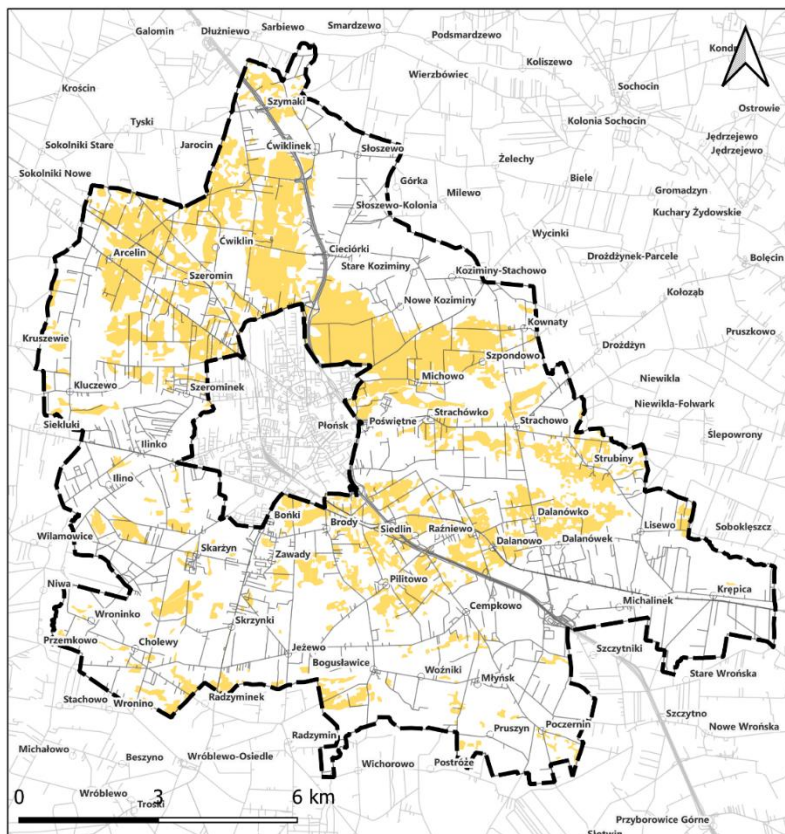 Galomin
Dłużniewo
Sarbiewo
Smardzewo
Podsmardzewo
Koliszewo
Wierzbówiec
Krościn
Sochocin
Ostrowie
Szymaki
Kolonia Sochocin
Tyski
Jędrzejewo
Jędrzejewo
Sokolniki Stare
Jarocin
Ćwiklinek
Słoszewo
Żelechy
Sokolniki Nowe
Górka
Biele
Milewo
Gromadzyn
Słoszewo-Kolonia
Kuchary Żydowskie
Wycinki
Ćwiklin
Arcelin
Cieciórki
Drożdżynek-Parcele
Bolęcin
Stare Koziminy
Szeromin
Koziminy-Stachowo
Kołoząb
Nowe Koziminy
Kownaty
Pruszkowo
Kruszewie
Drożdżyn
Szpondowo
Michowo
Niewikla
Kluczewo
Szerominek
Niewikla-Folwark
Strachówko
Siekluki
Płońsk
Poświętne
Strachowo
Ślepowrony
Ilinko
Strubiny
Ilino
Dalanówko
Bońki
Brody
Siedlin
Raźniewo
Lisewo
Soboklęszcz
Wilamowice
Skarżyn
Dalanowo
Dalanówek
Zawady
Niwa
Pilitowo
Krępica
Michalinek
Cempkowo
Wroninko
Skrzynki
Przemkowo
Cholewy
Jeżewo
Szczytniki
Bogusławice
Woźniki
Stare Wrońska
Młyńsk
Stachowo
Wronino
Radzyminek
Szczytno
Nowe Wrońska
Pruszyn
Poczernin
Radzymin
Michałowo
Beszyno
Wróblewo-Osiedle
Wichorowo
Postróże
0
3
6 km
Wróblewo
Troski
Przyborowice Górne